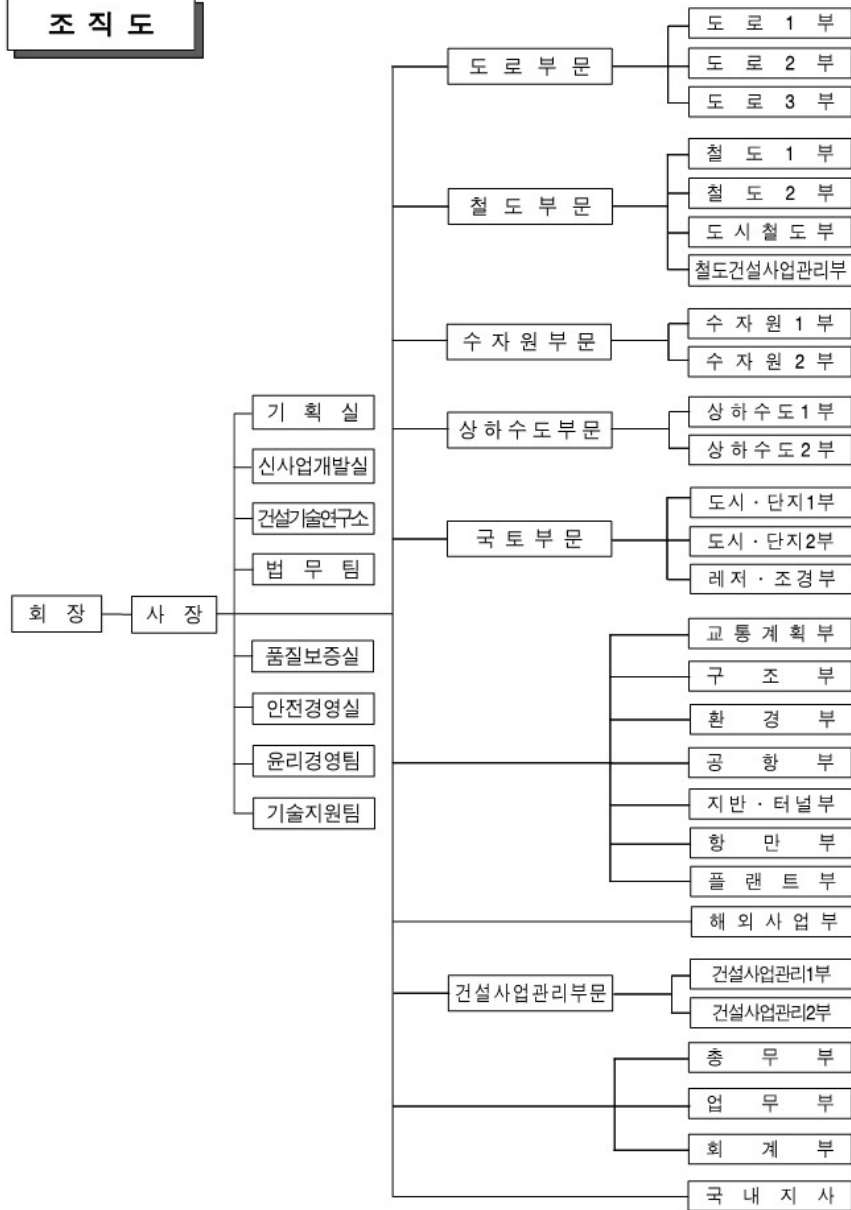 조 직 도
도 로 부 문
도 로 1 부
도 로 2 부
도 로 3 부
철 도 부 문
철 도 1 부
철 도 2 부
도 시 철 도 부
철도건설사업관리부
수 자 원 부 문
수 자 원 1 부
수 자 원 2 부
상 하 수 도 부 문
상 하 수 도 1 부
상 하 수 도 2 부
국 토 부 문
도시 · 단지1부
도시 · 단지2부
레저 · 조경부
회 장
사 장
기 획 실
신사업개발실
건설기술연구소
법 무 팀
품질보증실
안전경영실
윤리경영팀
기술지원팀
교 통 계 획 부
구 조 부
환 경 부
공 항 부
지반 · 터널부
항 만 부
플 랜 트 부
해 외 사 업 부
건설사업관리부문
건설사업관리1부
건설사업관리2부
총 무 부
업 무 부
회 계 부
국 내 지 사